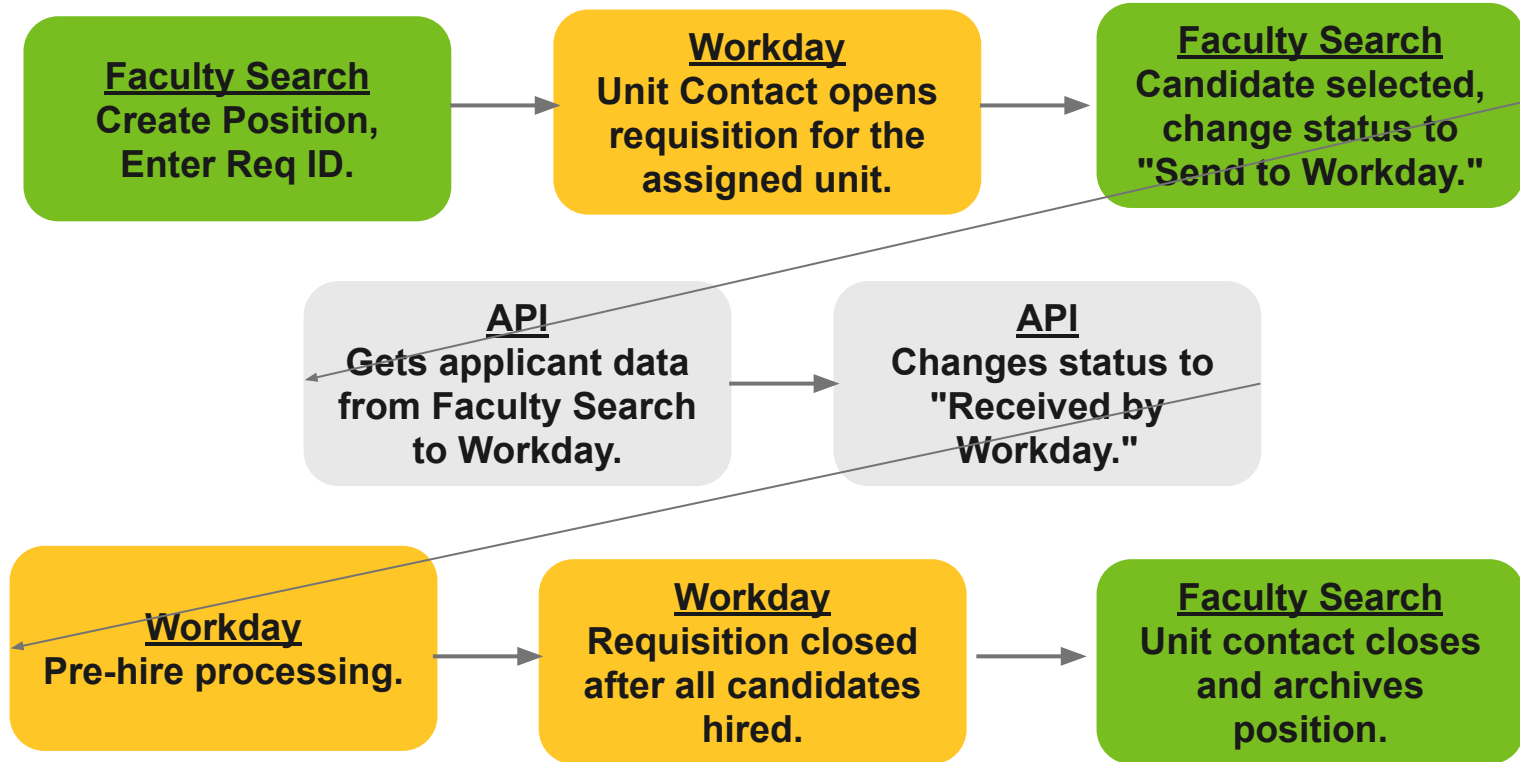 Faculty Search
Create Position,
Enter Req ID.
Workday
Unit Contact opens
requisition for the
assigned unit.
Faculty Search
Candidate selected,
change status to
"Send to Workday."
API
Gets applicant data
from Faculty Search
to Workday.
API
Changes status to
"Received by
Workday."
Workday
Pre-hire processing.
Workday
Requisition closed
after all candidates
hired.
Faculty Search
Unit contact closes
and archives
position.